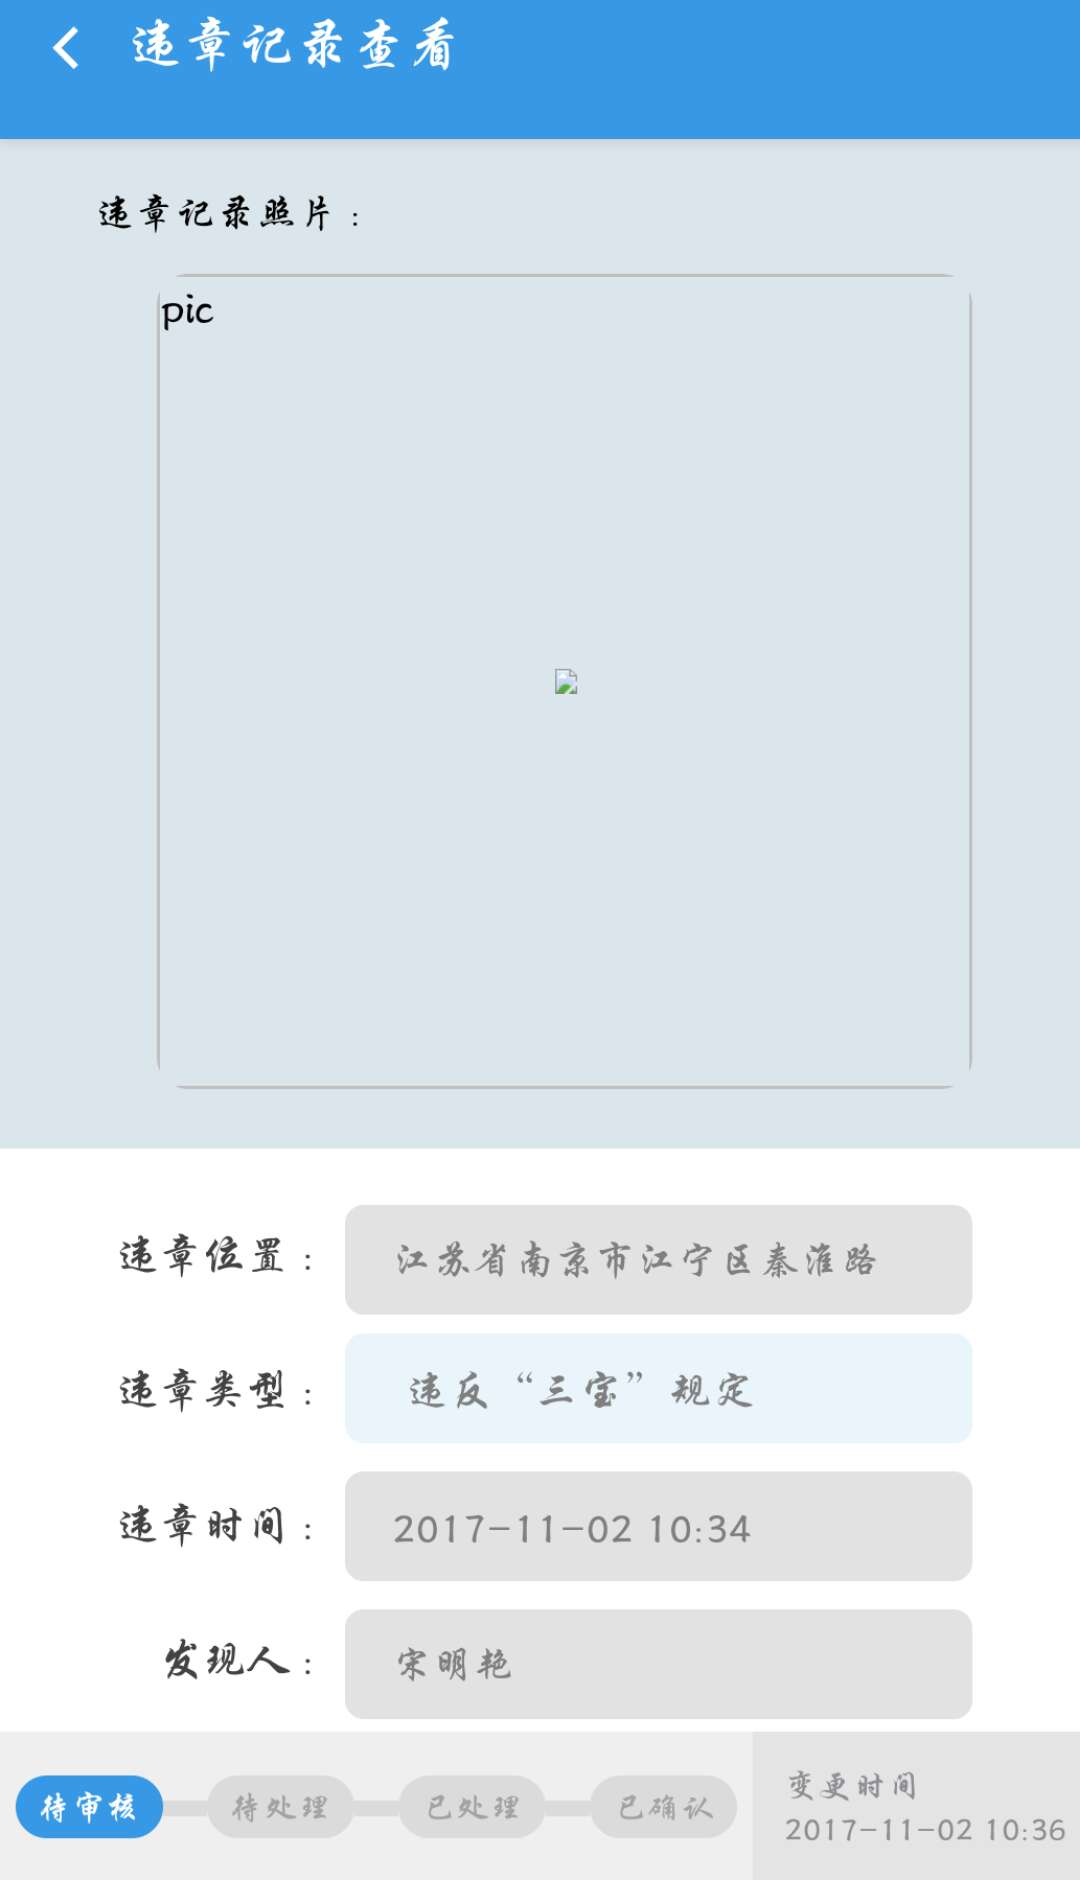 违章记录查看
违章记录照片：
pic
违章位置： 江苏省南京市江宁区秦淮路
违章类型： 违反“三宝”规定
违章时间： 2017-11-02 10:34
发现人： 宋明艳
待审核 待处理 已处理 已确认
变更时间
2017-11-02 10:36